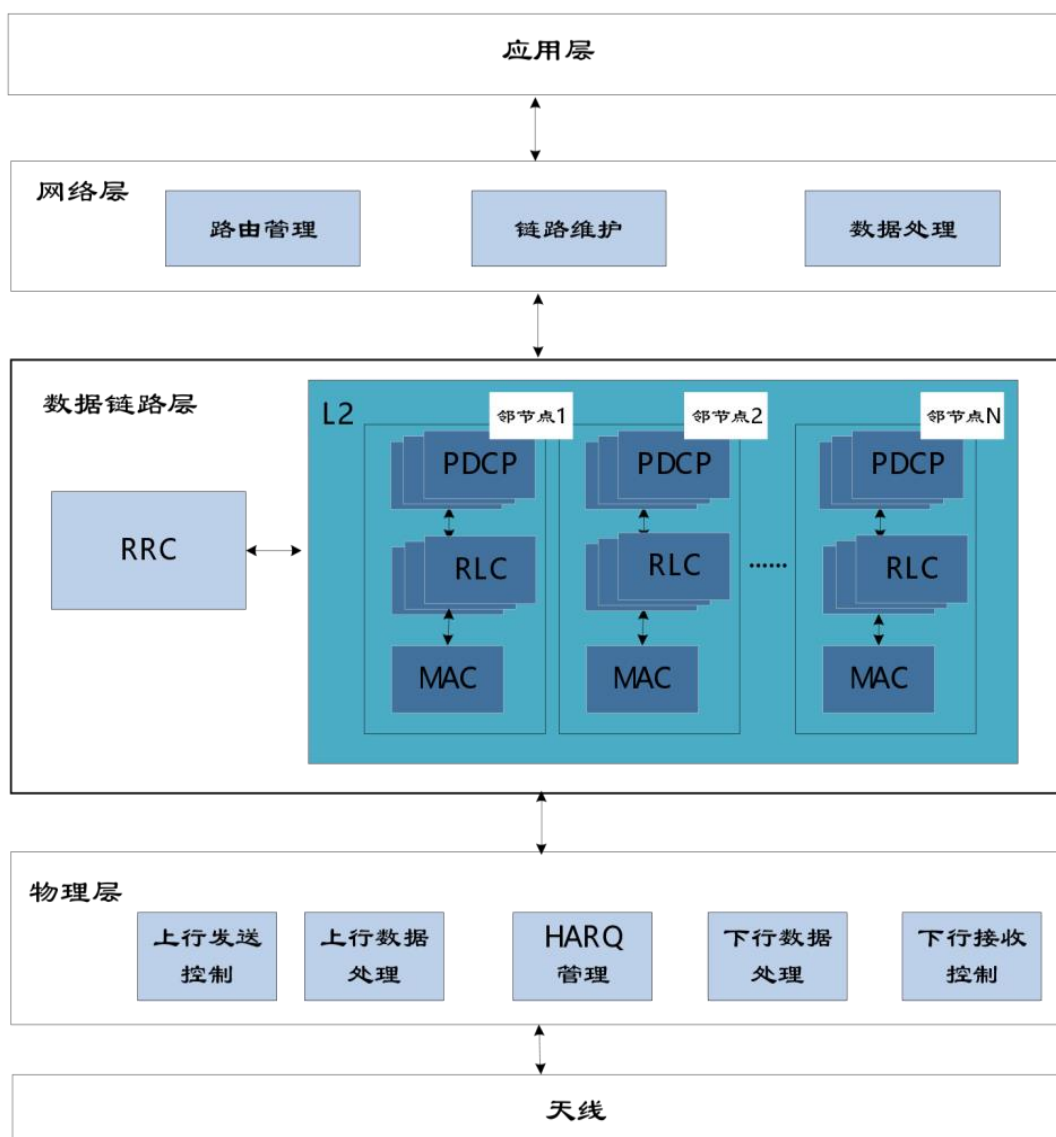 应用层
网络层
路由管理
链路维护
数据处理
数据链路层
L2
邻节点1
邻节点2
邻节点N
PDCP
PDCP
PDCP
RRC
RLC
RLC
......
RLC
MAC
MAC
MAC
物理层
上行发送
控制
上行数据
处理
HARQ
管理
下行数据
处理
下行接收
控制
天线